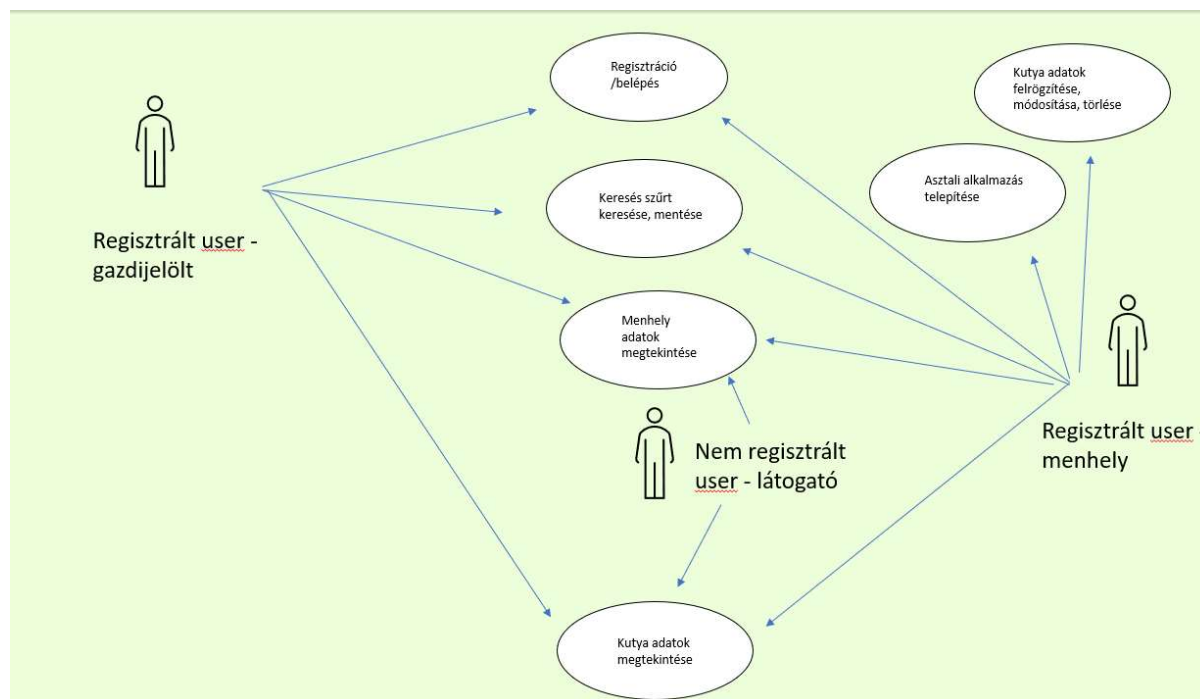 Regisztráció
/belépés
Kutya adatok
felrögzítése,
módosítása, törlése
Asztali alkalmazás
telepítése
Keresés szűrt
keresése, mentése
Regisztrált user -
gazdijelölt
Menhely
adatok
megtekintése
Nem regisztrált
user - látogató
Regisztrált user -
menhely
Kutya adatok
megtekintése